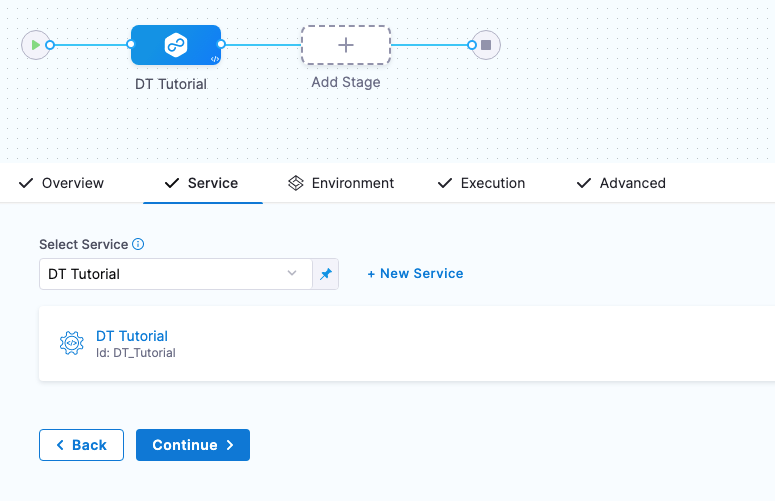 DT Tutorial
Add Stage
Overview
Service
Environment
Execution
Advanced
Select Service
DT Tutorial
+ New Service
DT Tutorial
Id: DT_Tutorial
Back
Continue